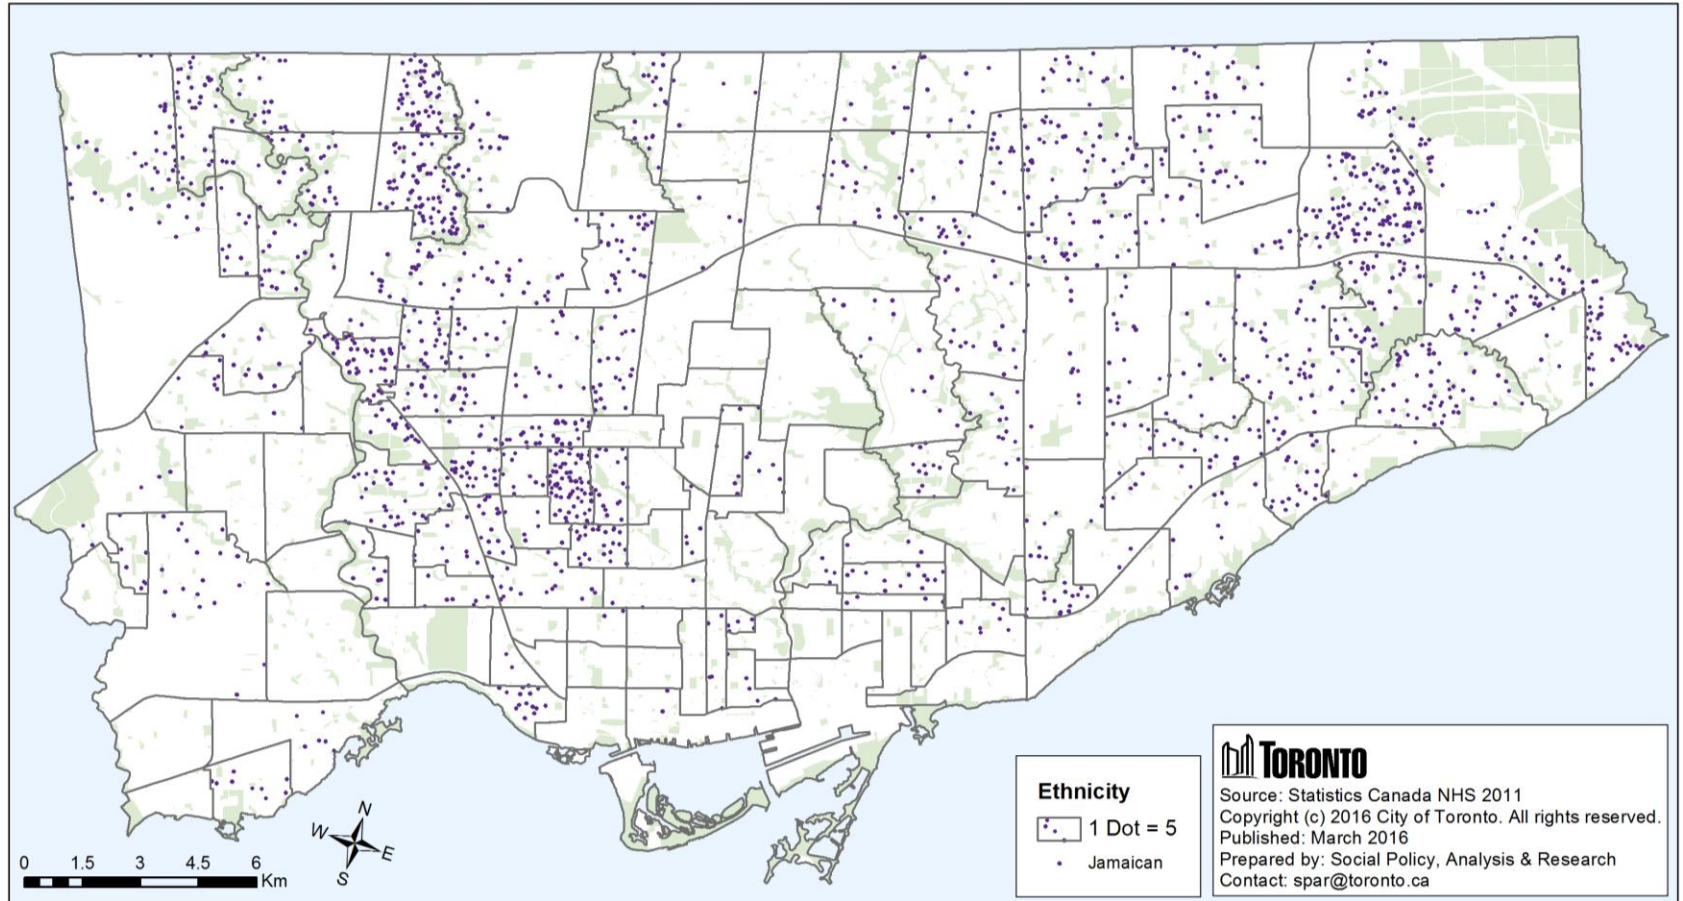 N
W
E
S
0 1.5 3 4.5 6
Km
Ethnicity
1 Dot = 5
Jamaican
TORONTO
Source: Statistics Canada NHS 2011
Copyright (c) 2016 City of Toronto. All rights reserved.
Published: March 2016
Prepared by: Social Policy, Analysis & Research
Contact: spar@toronto.ca